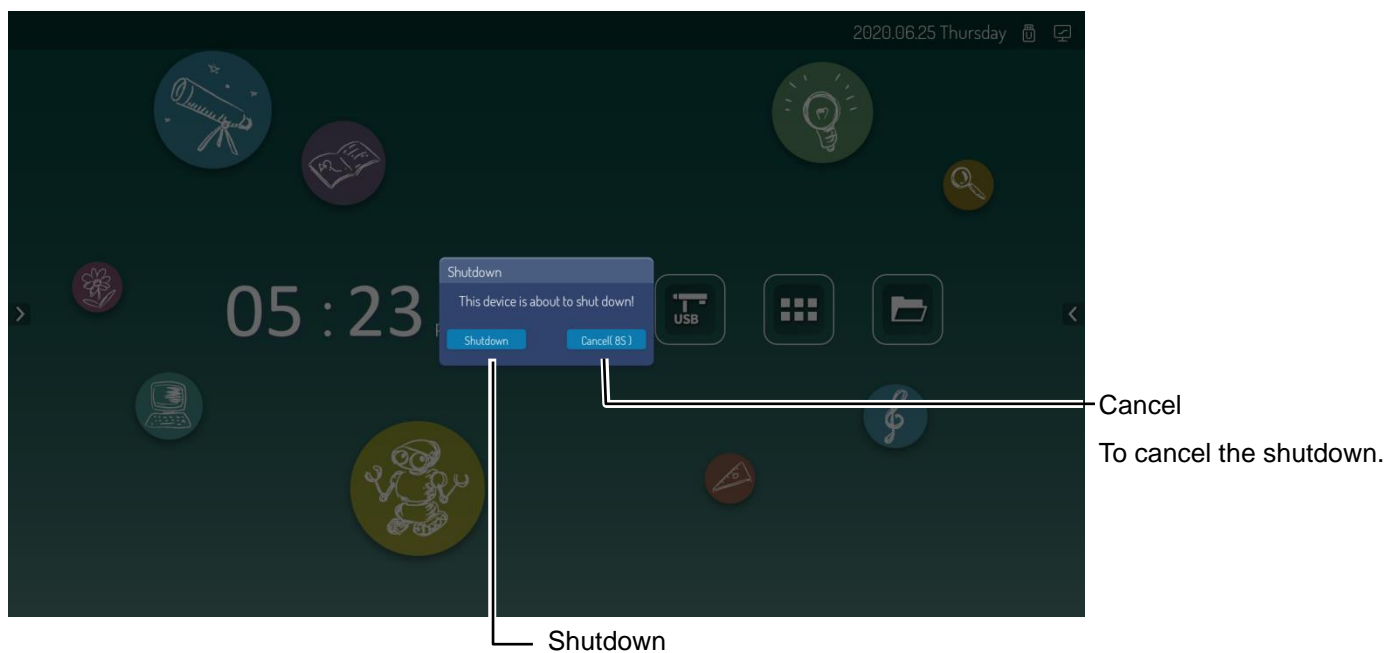 2020.06.25 Thursday
Shutdown
This device is about to shut down!
05 : 23
USB
Shutdown
Cancel( 8S )
Cancel
To cancel the shutdown.
Shutdown